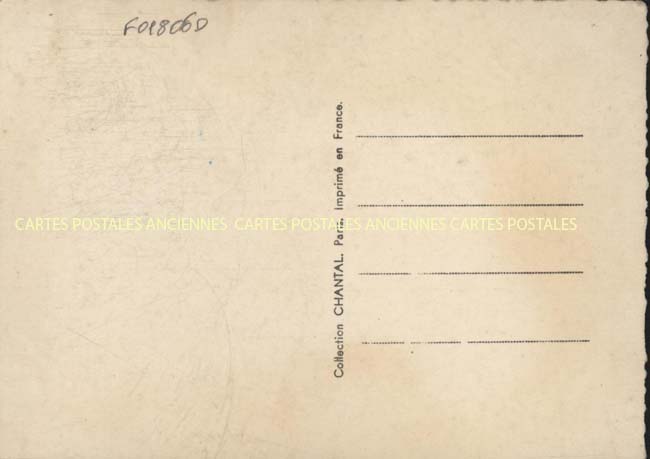 F018060
CARTES POSTALES ANCIENNES CARTES POSTALES ANCIENNES CARTES POSTALES
Collection CHANTAL. Paris. Imprimé en France.